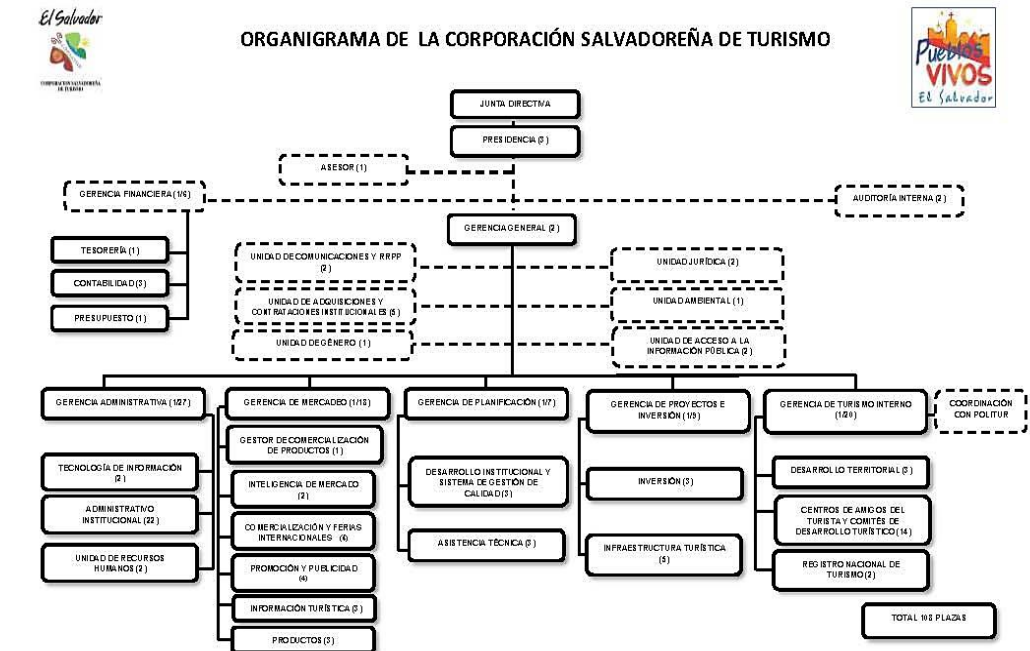 El Salvador
CORPORACIÓN SALVADOREÑA
DE TURISMO
ORGANIGRAMA DE LA CORPORACIÓN SALVADOREÑA DE TURISMO
Pueblos
VIVOS
El Salvador
JUNTA DIRECTIVA
PRESIDENCIA (3)
ASESOR (1)
GERENCIA FINANCIERA (1/6)
AUDITORÍA INTERNA (2)
GERENCIA GENERAL (2)
TESORERÍA (1)
CONTABILIDAD (3)
PRESUPUESTO (1)
UNIDAD DE COMUNICACIONES Y RRPP
(2)
UNIDAD JURÍDICA (2)
UNIDAD DE ADQUISICIONES Y
CONTRATACIONES INSTITUCIONALES (5)
UNIDAD AMBIENTAL (1)
UNIDAD DE GÉNERO (1)
UNIDAD DE ACCESO A LA
INFORMACIÓN PÚBLICA (2)
GERENCIA ADMINISTRATIVA (1/27)
TECNOLOGÍA DE INFORMACIÓN
(2)
ADMINISTRATIVO
INSTITUCIONAL (22)
UNIDAD DE RECURSOS
HUMANOS (2)
GERENCIA DE MERCADEO (1/18)
GESTOR DE COMERCIALIZACIÓN
DE PRODUCTOS (1)
INTELIGENCIA DE MERCADO
(2)
COMERCIALIZACIÓN Y FERIAS
INTERNACIONALES (4)
PROMOCIÓN Y PUBLICIDAD
(4)
INFORMACIÓN TURÍSTICA (3)
PRODUCTOS (3)
GERENCIA DE PLANIFICACIÓN (1/7)
DESARROLLO INSTITUCIONAL Y
SISTEMA DE GESTIÓN DE
CALIDAD (3)
ASISTENCIA TÉCNICA (3)
GERENCIA DE PROYECTOS E
INVERSIÓN (1/9)
INVERSIÓN (3)
INFRAESTRUCTURA TURÍSTICA
(5)
GERENCIA DE TURISMO INTERNO
(1/20)
COORDINACIÓN
CON POLITUR
DESARROLLO TERRITORIAL (3)
CENTROS DE AMIGOS DEL
TURISTA Y COMITÉS DE
DESARROLLO TURÍSTICO (14)
REGISTRO NACIONAL DE
TURISMO (2)
TOTAL 108 PLAZAS